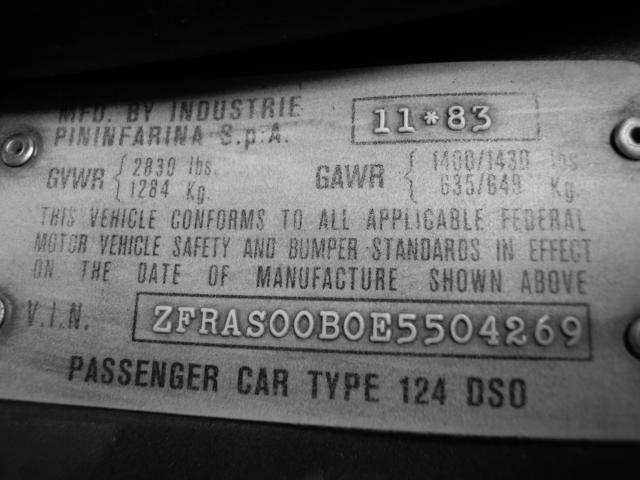 MFD. BY INDUSTRIE
PININFARINA S.p.A.
11*83
GVWR { 2830 lbs.
1284 Kg.
GAWR { 1400/1430 lbs
635/649 Kg.
THIS VEHICLE CONFORMS TO ALL APPLICABLE FEDERAL
MOTOR VEHICLE SAFETY AND BUMPER STANDARDS IN EFFECT
ON THE DATE OF MANUFACTURE SHOWN ABOVE
V.I.N. ZFRAS00B0E5504269
PASSENGER CAR TYPE 124 DS0